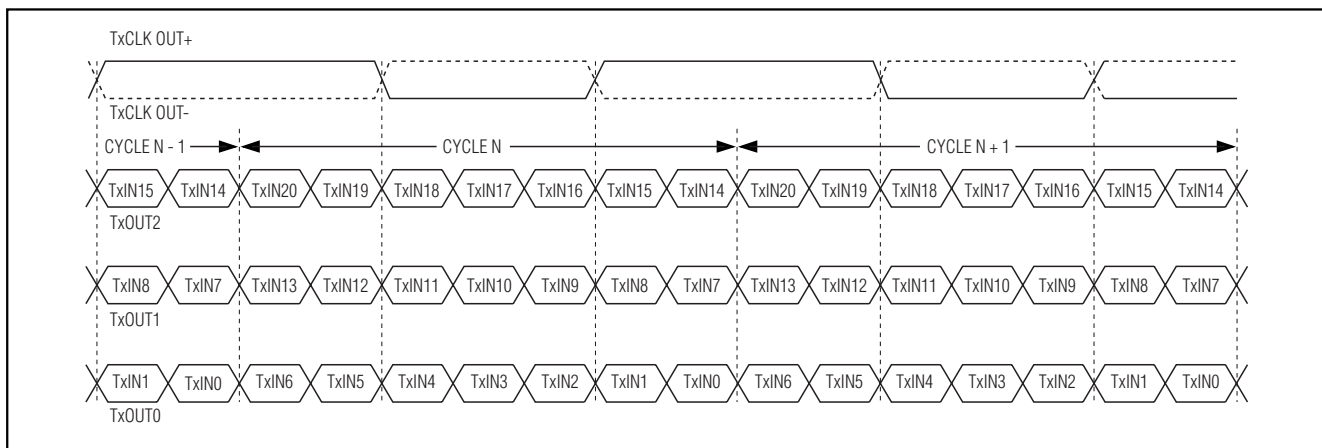 TxCLK OUT+
TxCLK OUT-
CYCLE N - 1 CYCLE N CYCLE N + 1
TxIN15 TxIN14 TxIN20 TxIN19 TxIN18 TxIN17 TxIN16 TxIN15 TxIN14 TxIN20 TxIN19 TxIN18 TxIN17 TxIN16 TxIN15 TxIN14
TxOUT2
TxIN8 TxIN7 TxIN13 TxIN12 TxIN11 TxIN10 TxIN9 TxIN8 TxIN7 TxIN13 TxIN12 TxIN11 TxIN10 TxIN9 TxIN8 TxIN7
TxOUT1
TxIN1 TxIN0 TxIN6 TxIN5 TxIN4 TxIN3 TxIN2 TxIN1 TxIN0 TxIN6 TxIN5 TxIN4 TxIN3 TxIN2 TxIN1 TxIN0
TxOUT0